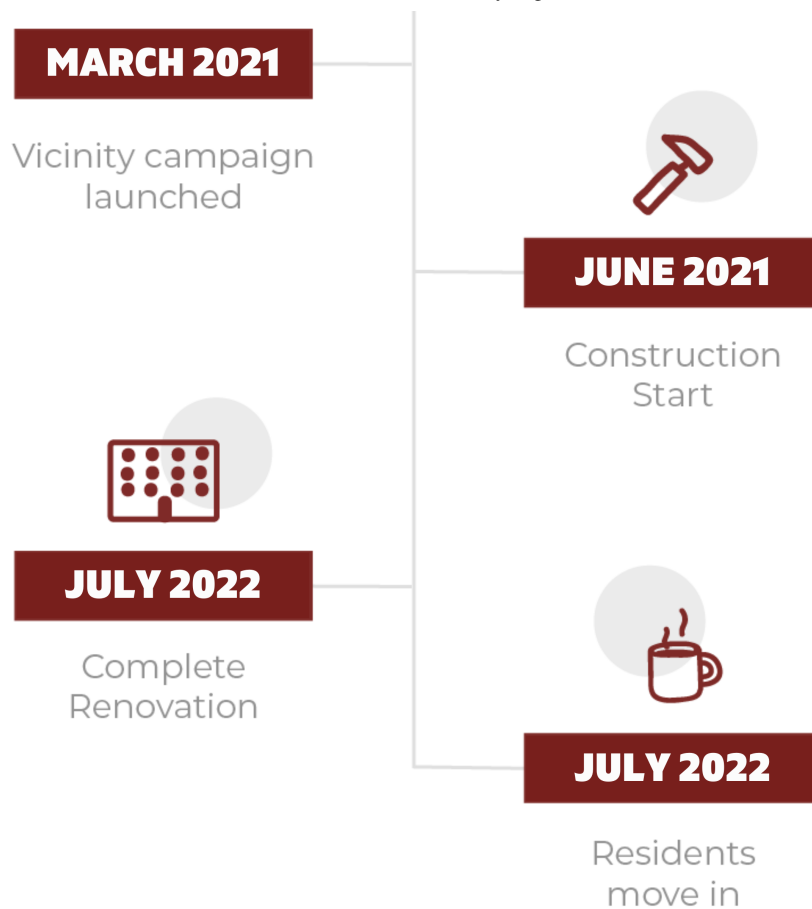 MARCH 2021
Vicinity campaign
launched
JUNE 2021
Construction
Start
JULY 2022
Complete
Renovation
JULY 2022
Residents
move in